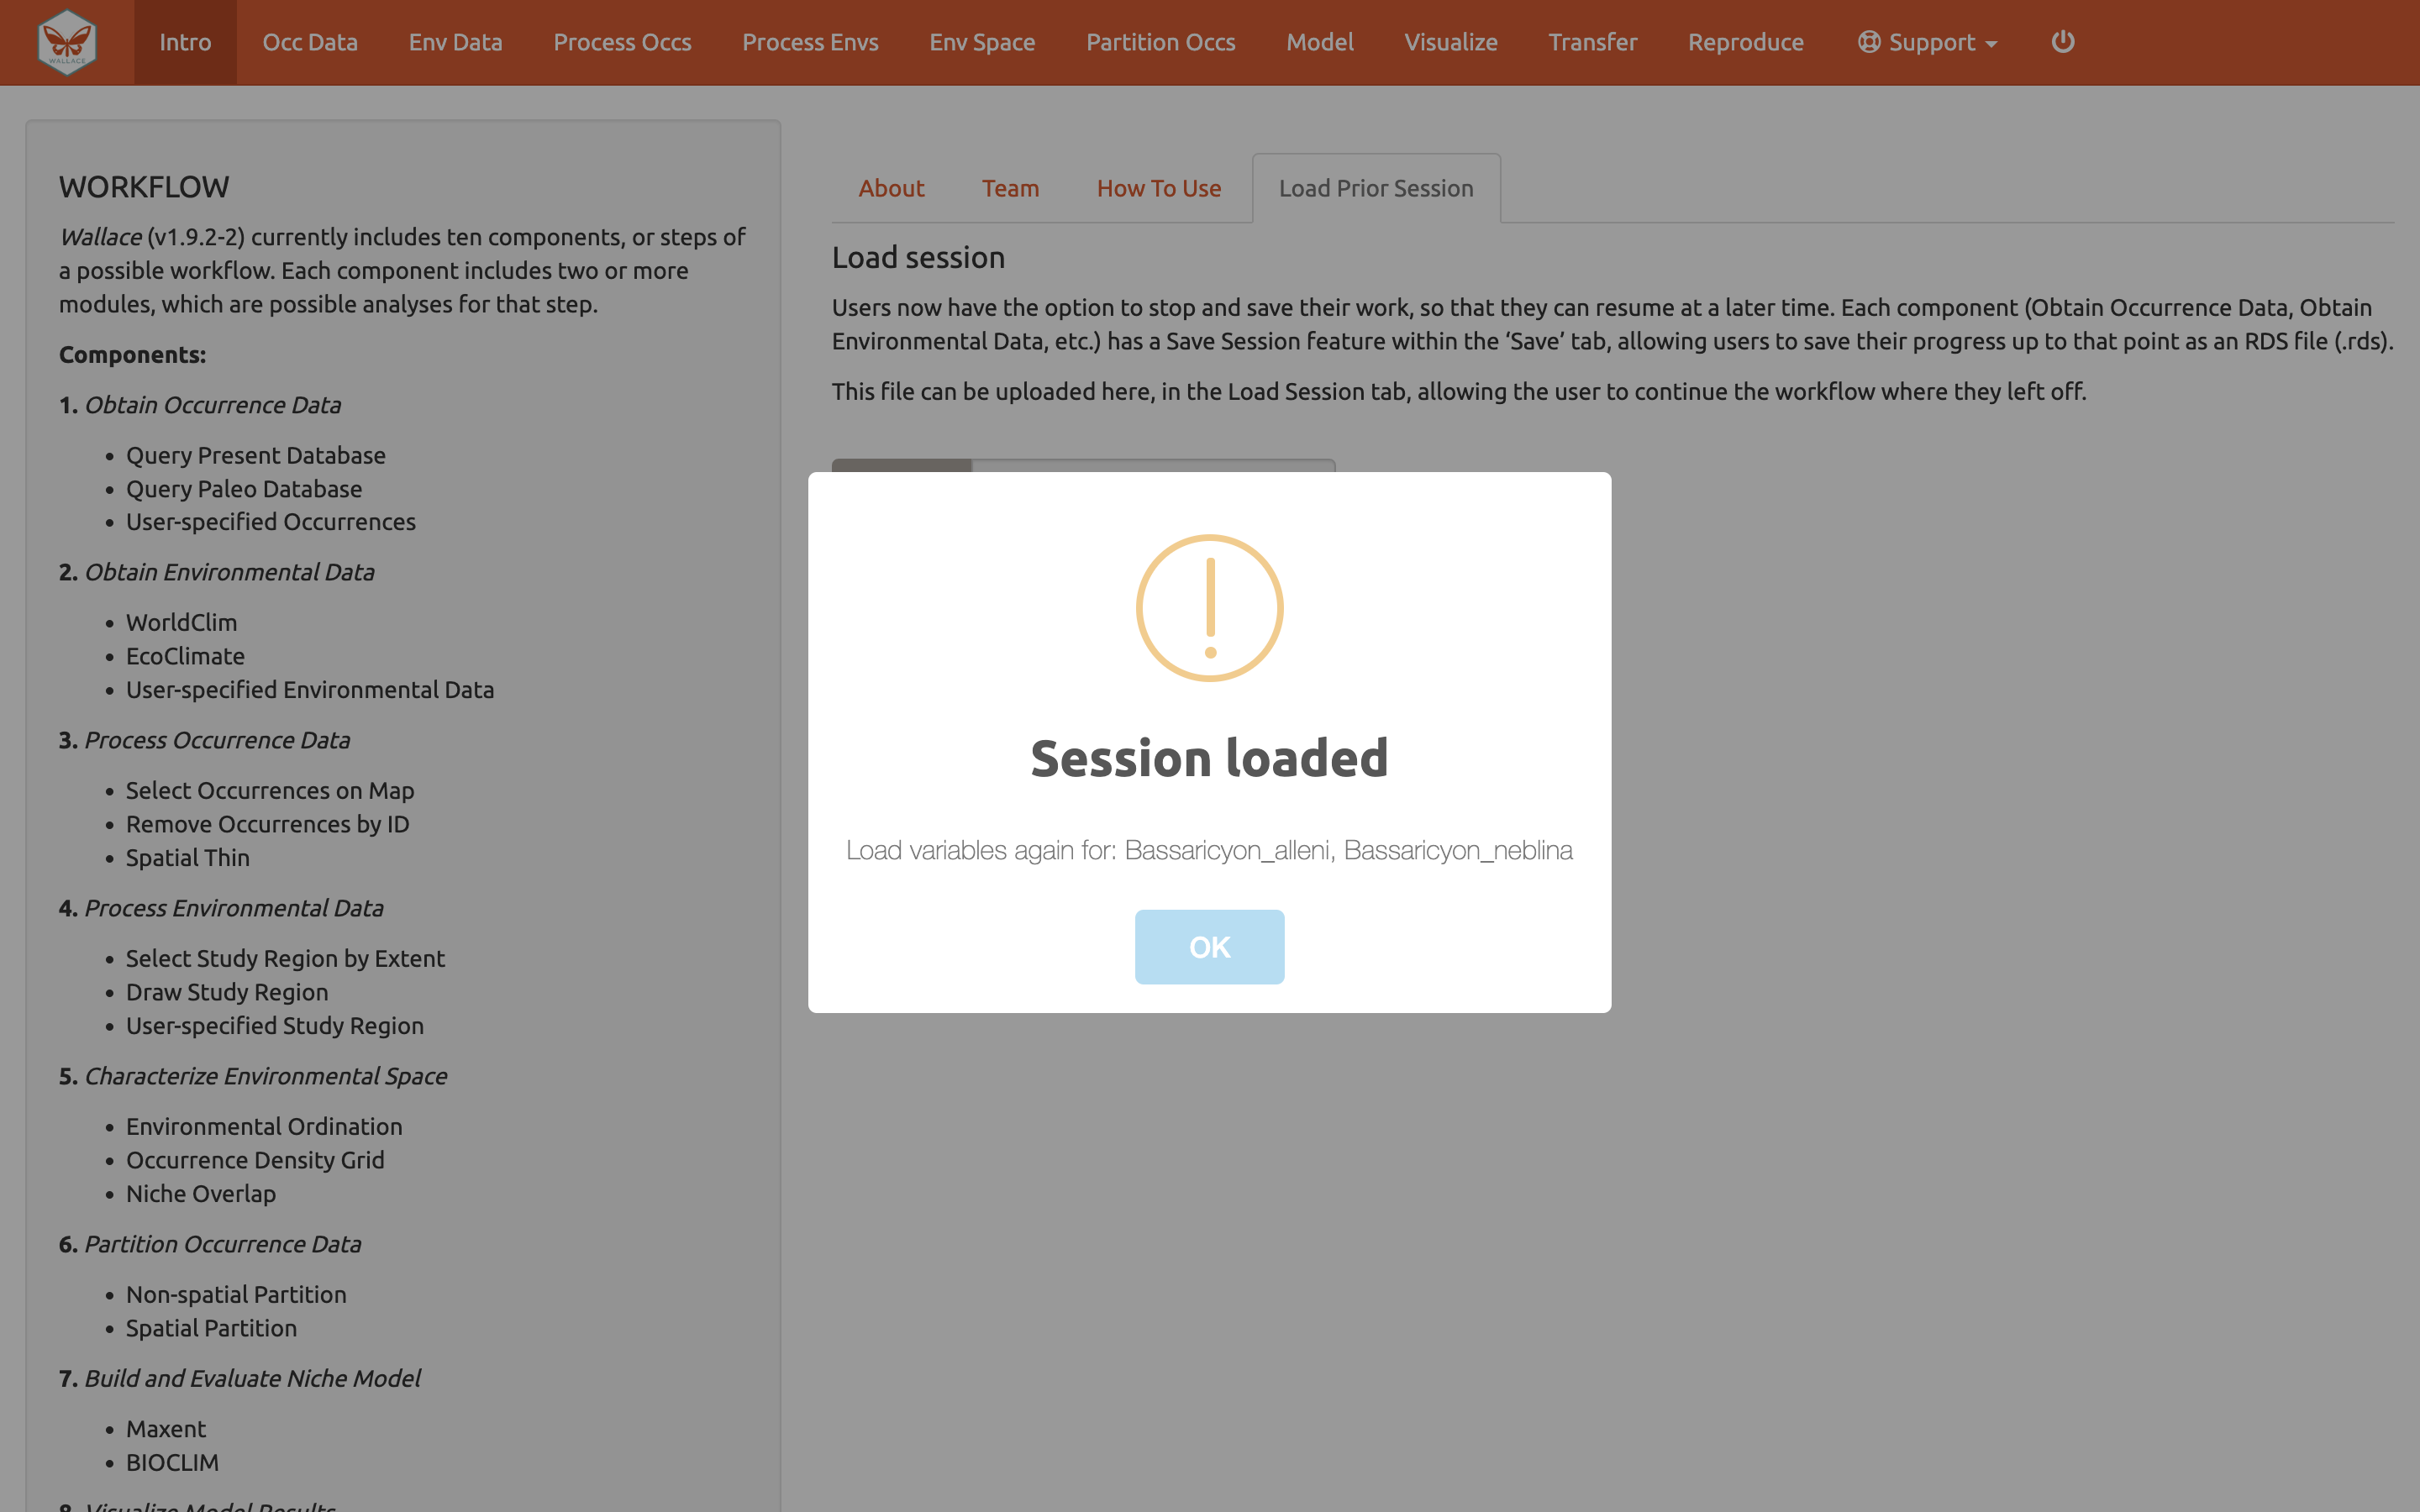 WALLACE
Intro
Occ Data
Env Data
Process Occs
Process Envs
Env Space
Partition Occs
Model
Visualize
Transfer
Reproduce
Support
WORKFLOW
Wallace (v1.9.2-2) currently includes ten components, or steps of
a possible workflow. Each component includes two or more
modules, which are possible analyses for that step.
Components:
1. Obtain Occurrence Data
• Query Present Database
• Query Paleo Database
• User-specified Occurrences
2. Obtain Environmental Data
• WorldClim
• EcoClimate
• User-specified Environmental Data
3. Process Occurrence Data
• Select Occurrences on Map
• Remove Occurrences by ID
• Spatial Thin
4. Process Environmental Data
• Select Study Region by Extent
• Draw Study Region
• User-specified Study Region
5. Characterize Environmental Space
• Environmental Ordination
• Occurrence Density Grid
• Niche Overlap
6. Partition Occurrence Data
• Non-spatial Partition
• Spatial Partition
7. Build and Evaluate Niche Model
• Maxent
• BIOCLIM
8. Visualize Model Results
About
Team
How To Use
Load Prior Session
Load session
Users now have the option to stop and save their work, so that they can resume at a later time. Each component (Obtain Occurrence Data, Obtain
Environmental Data, etc.) has a Save Session feature within the ‘Save’ tab, allowing users to save their progress up to that point as an RDS file (.rds).
This file can be uploaded here, in the Load Session tab, allowing the user to continue the workflow where they left off.
Session loaded
Load variables again for: Bassaricyon_alleni, Bassaricyon_neblina
OK